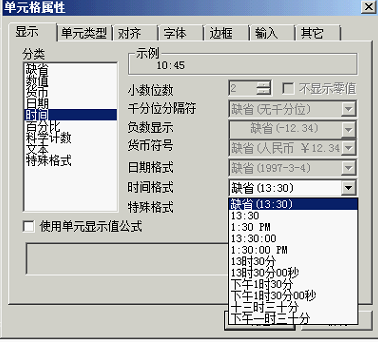 单元格属性
显示 单元类型 对齐 字体 边框 输入 其它
分类
缺省
数值
货币
日期
时间
百分比
科学计数
文本
特殊格式
示例
10:45
小数位数 2 不显示零值
千分位分隔符 缺省(无千分位)
负数显示 缺省(-12.34)
货币符号 缺省(人民币 ¥12.34
日期格式 缺省(1997-3-4)
时间格式 缺省(13:30)
特殊格式
缺省(13:30)
13:30
1:30 PM
13:30:00
1:30:00 PM
13时30分
13时30分00秒
下午1时30分
下午1时30分00秒
十三时三十分
下午一时三十分
使用单元显示值公式